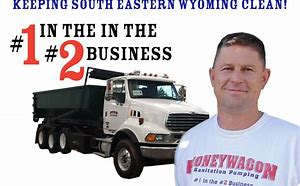 KEEPING SOUTH EASTERN WYOMING CLEAN!
#1 IN THE IN THE
#2 BUSINESS
HONEYWAGON
Sanitation Pumping
#1 in the #2 Business